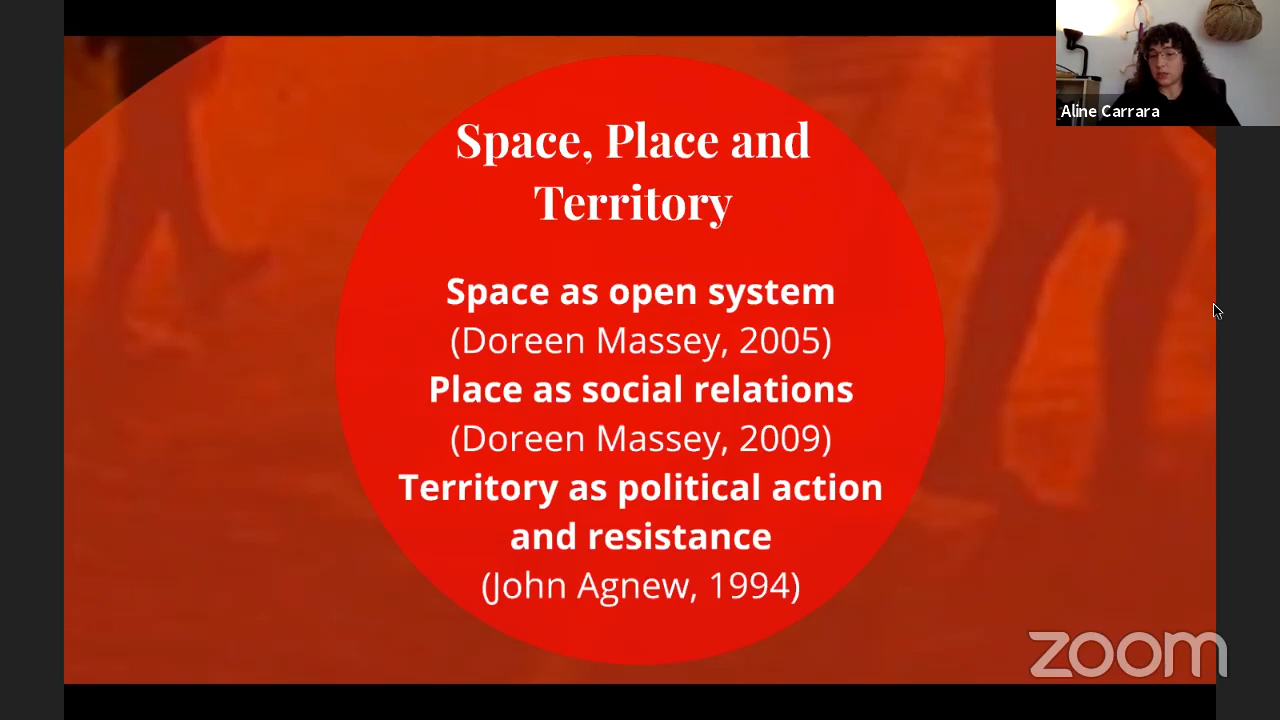 Space, Place and
Territory
Space as open system
(Doreen Massey, 2005)
Place as social relations
(Doreen Massey, 2009)
Territory as political action
and resistance
(John Agnew, 1994)
Aline Carrara
zoom